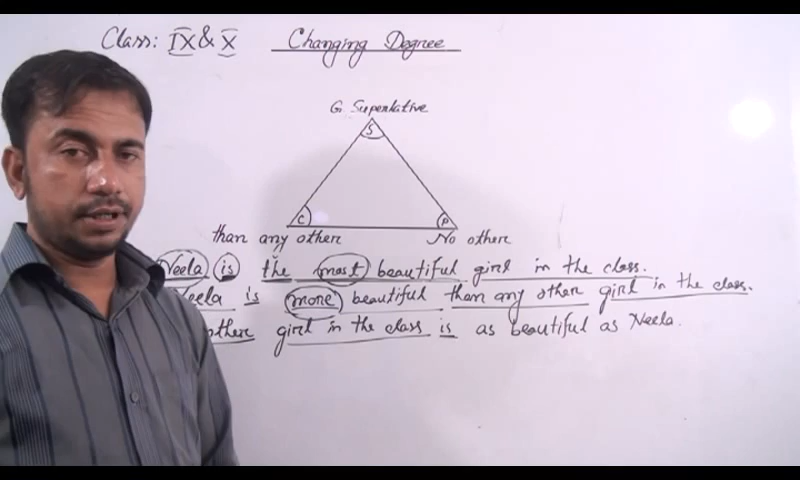 Class: IX & X Changing Degree
G. Superlative
S
C P
than any other No other
Neela is the most beautiful girl in the class.
is more beautiful than any other girl in the class.
other girl in the class is as beautiful as Neela.